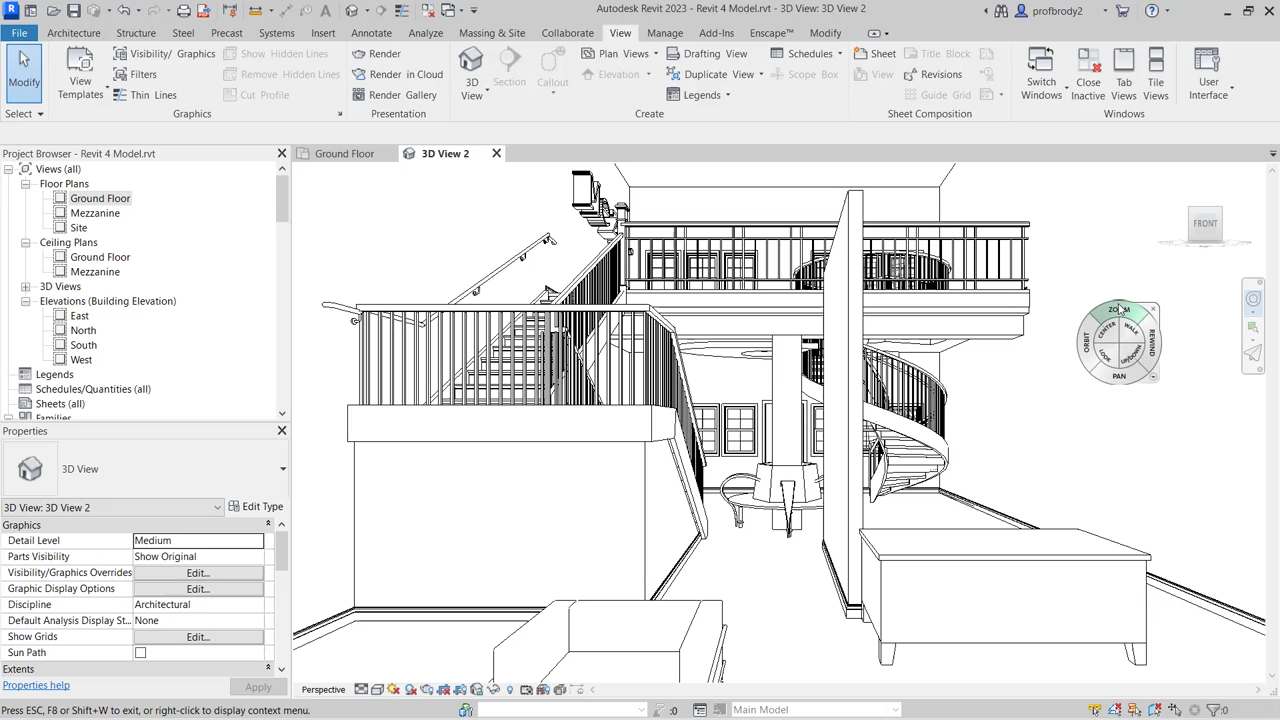 Autodesk Revit 2023 - Revit 4 Model.rvt - 3D View: 3D View 2
profbrody2
File
Architecture
Structure
Steel
Precast
Systems
Insert
Annotate
Analyze
Massing & Site
Collaborate
View
Manage
Add-Ins
Enscape™
Modify
Modify
View
Templates
Visibility/ Graphics
Filters
Thin Lines
Show Hidden Lines
Remove Hidden Lines
Cut Profile
Render
Render in Cloud
Render Gallery
3D
View
Section
Callout
Plan Views
Elevation
Drafting View
Duplicate View
Legends
Schedules
Scope Box
Sheet
View
Title Block
Revisions
Guide Grid
Switch
Windows
Close
Inactive
Tab
Views
Tile
Views
User
Interface
Select
Graphics
Presentation
Create
Sheet Composition
Windows
Project Browser - Revit 4 Model.rvt
Ground Floor
3D View 2
Views (all)
Floor Plans
Ground Floor
Mezzanine
Site
Ceiling Plans
Ground Floor
Mezzanine
3D Views
Elevations (Building Elevation)
East
North
South
West
Legends
Schedules/Quantities (all)
Sheets (all)
Families
FRONT
ZOOM
CENTER
WALK
ORBIT
REWIND
LOOK
UP/DOWN
PAN
Properties
3D View
3D View: 3D View 2
Edit Type
Graphics
Detail Level Medium
Parts Visibility Show Original
Visibility/Graphics Overrides Edit...
Graphic Display Options Edit...
Discipline Architectural
Default Analysis Display St... None
Show Grids Edit...
Sun Path
Extents
Properties help
Apply
Perspective
Press ESC, F8 or Shift+W to exit, or right-click to display context menu.
:0
Main Model
:0